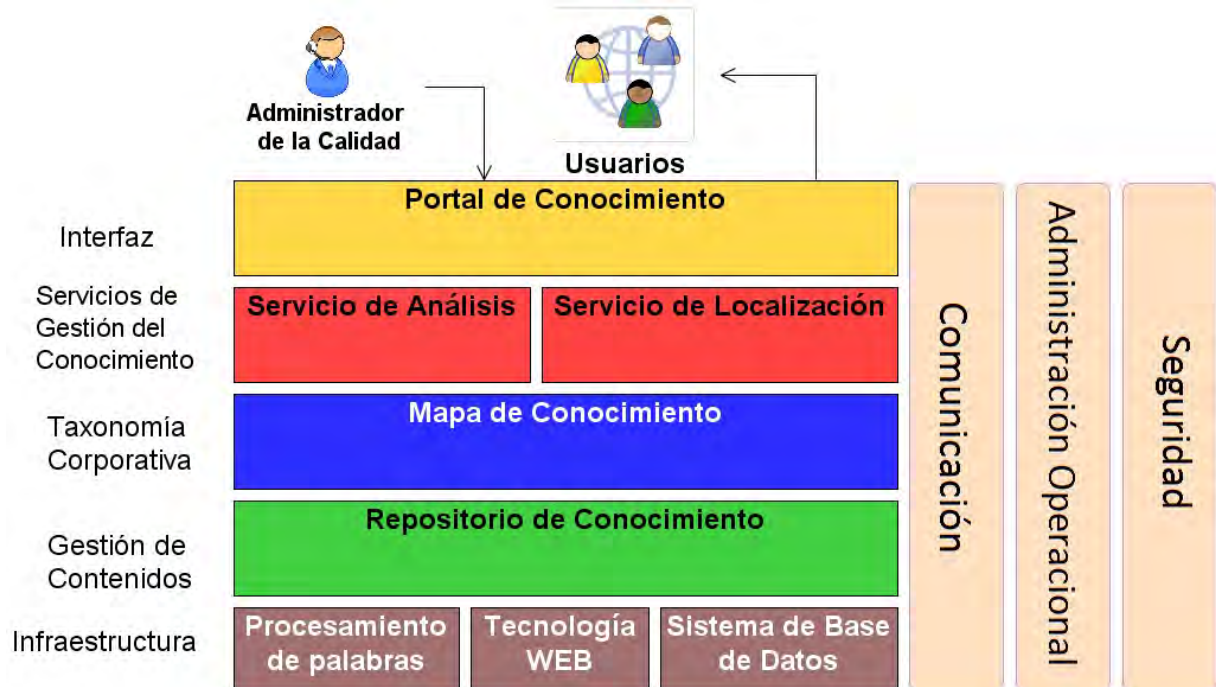 Administrador
de la Calidad
Usuarios
Interfaz
Portal de Conocimiento
Servicios de
Gestión del
Conocimiento
Servicio de Análisis
Servicio de Localización
Taxonomía
Corporativa
Mapa de Conocimiento
Gestión de
Contenidos
Repositorio de Conocimiento
Infraestructura
Procesamiento
de palabras
Tecnología
WEB
Sistema de Base
de Datos
Comunicación
Administración Operacional
Seguridad